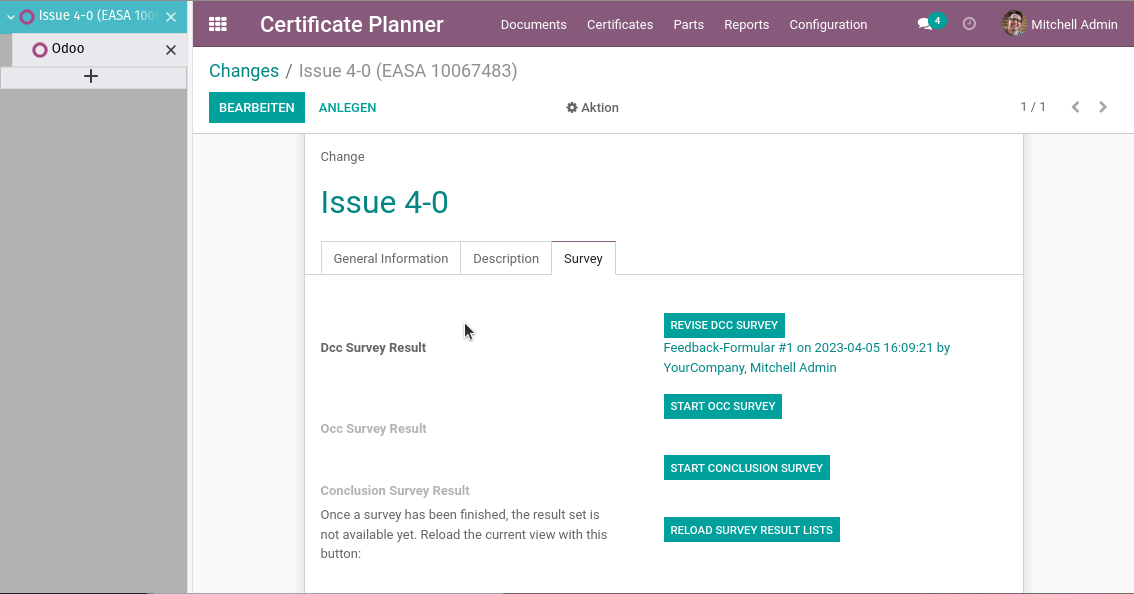 Issue 4-0 (EASA 100
Odoo
Certificate Planner
Documents
Certificates
Parts
Reports
Configuration
4
Mitchell Admin
Changes / Issue 4-0 (EASA 10067483)
BEARBEITEN
ANLEGEN
Aktion
1 / 1
Change
Issue 4-0
General Information
Description
Survey
REVISE DCC SURVEY
Dcc Survey Result
Feedback-Formular #1 on 2023-04-05 16:09:21 by
YourCompany, Mitchell Admin
START OCC SURVEY
Occ Survey Result
START CONCLUSION SURVEY
Conclusion Survey Result
Once a survey has been finished, the result set is
not available yet. Reload the current view with this
button:
RELOAD SURVEY RESULT LISTS